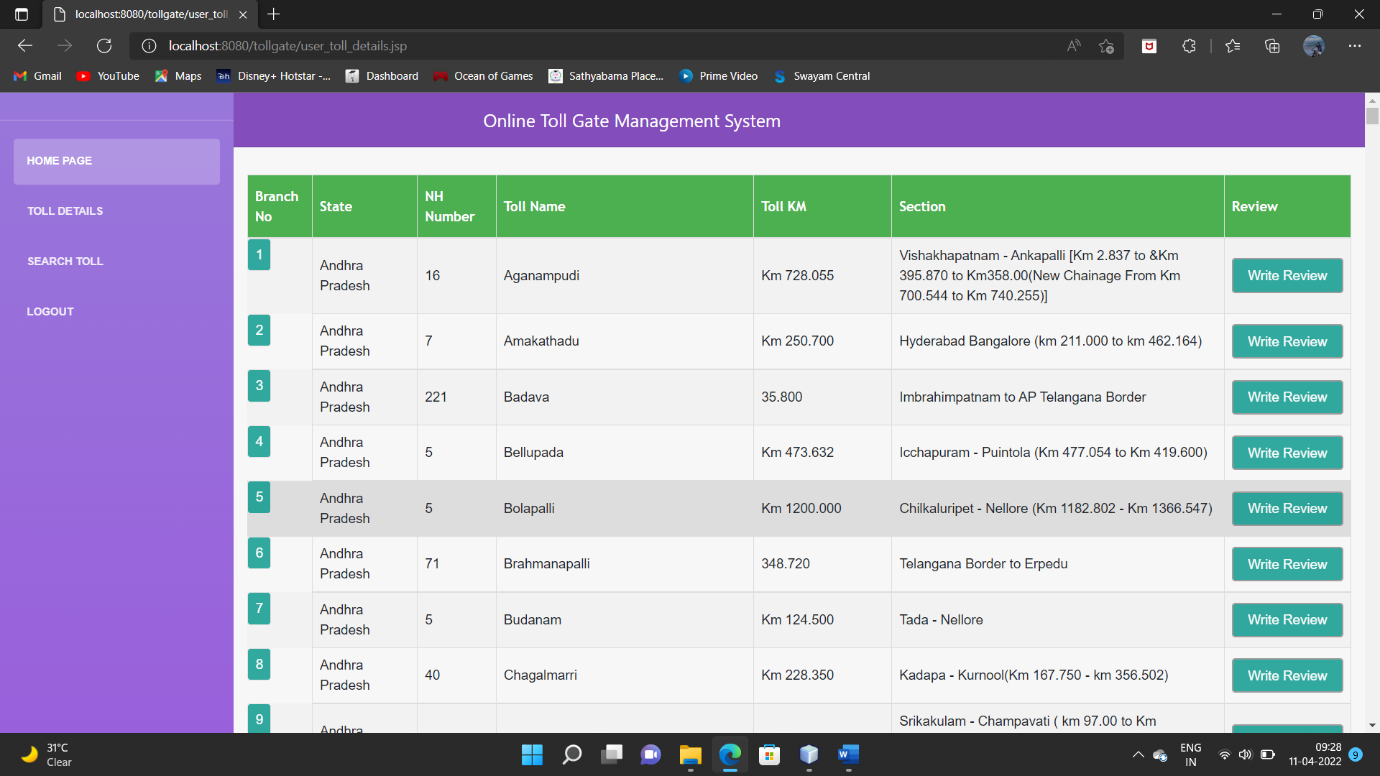 localhost:8080/tollgate/user_toll
localhost:8080/tollgate/user_toll_details.jsp
Gmail YouTube Maps Disney+ Hotstar -... Dashboard Ocean of Games Sathyabama Place... Prime Video Swayam Central
Online Toll Gate Management System
HOME PAGE
TOLL DETAILS
SEARCH TOLL
LOGOUT
Branch No State NH Number Toll Name Toll KM Section Review
1 Andhra Pradesh 16 Aganampudi Km 728.055 Vishakhapatnam - Ankapalli [Km 2.837 to &Km
395.870 to Km358.00(New Chainage From Km
700.544 to Km 740.255)] Write Review
2 Andhra Pradesh 7 Amakathadu Km 250.700 Hyderabad Bangalore (km 211.000 to km 462.164) Write Review
3 Andhra Pradesh 221 Badava 35.800 Imbrahimpatnam to AP Telangana Border Write Review
4 Andhra Pradesh 5 Bellupada Km 473.632 Icchapuram - Puintola (Km 477.054 to Km 419.600) Write Review
5 Andhra Pradesh 5 Bolapalli Km 1200.000 Chilkaluripet - Nellore (Km 1182.802 - Km 1366.547) Write Review
6 Andhra Pradesh 71 Brahmanapalli 348.720 Telangana Border to Erpedu Write Review
7 Andhra Pradesh 5 Budanam Km 124.500 Tada - Nellore Write Review
8 Andhra Pradesh 40 Chagalmarri Km 228.350 Kadapa - Kurnool(Km 167.750 - km 356.502) Write Review
9 Andhra Srikakulam - Champavati ( km 97.00 to Km
31°C
Clear
ENG
IN
09:28
11-04-2022
9